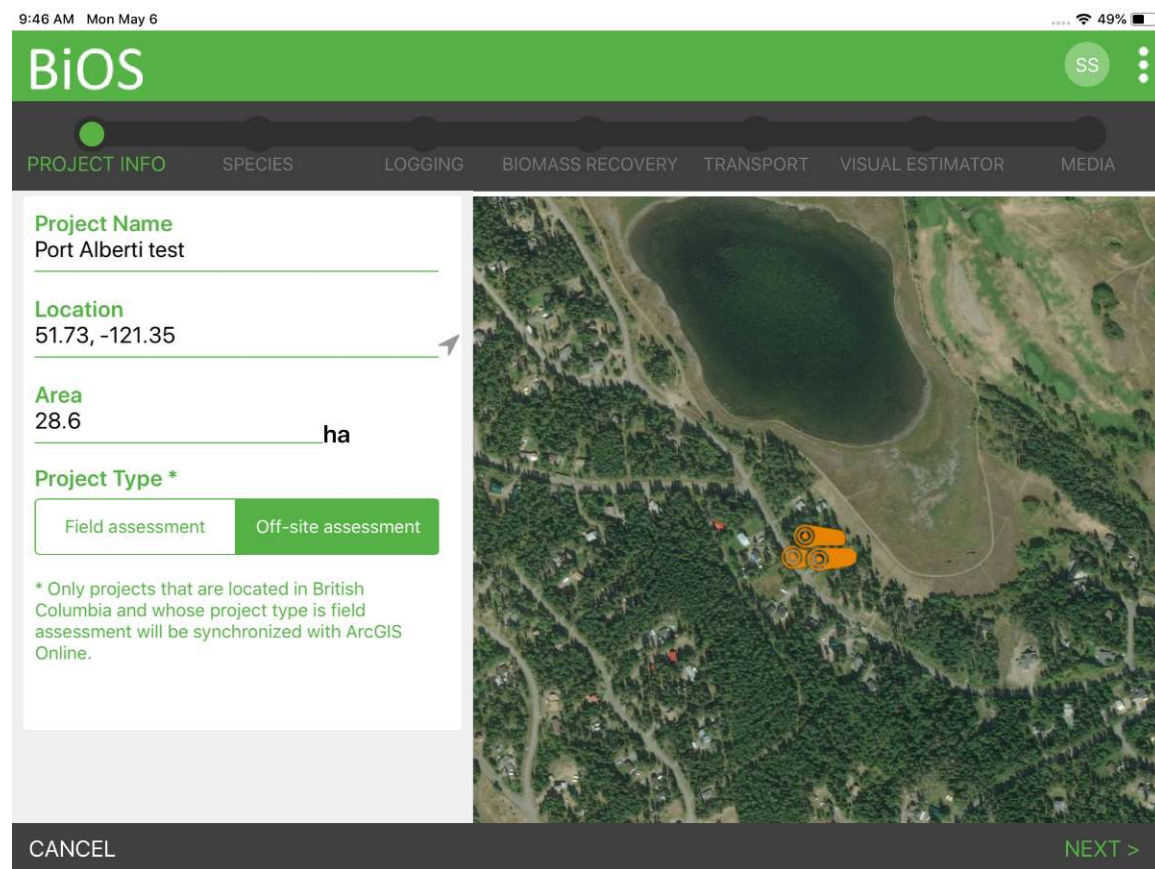 9:46 AM Mon May 6
49%
BiOS
SS
PROJECT INFO
SPECIES
LOGGING
BIOMASS RECOVERY
TRANSPORT
VISUAL ESTIMATOR
MEDIA
Project Name
Port Alberti test
Location
51.73, -121.35
Area
28.6
ha
Project Type *
Field assessment
Off-site assessment
* Only projects that are located in British
Columbia and whose project type is field
assessment will be synchronized with ArcGIS
Online.
CANCEL
NEXT >